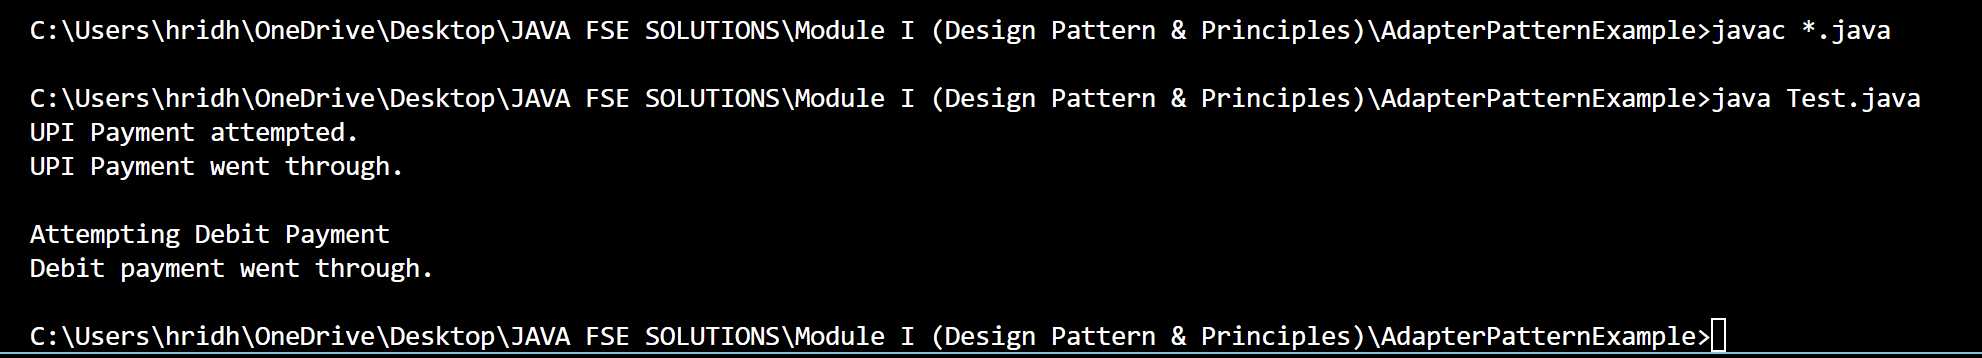 C:\Users\hridh\OneDrive\Desktop\JAVA FSE SOLUTIONS\Module I (Design Pattern & Principles)\AdapterPatternExample>javac *.java
C:\Users\hridh\OneDrive\Desktop\JAVA FSE SOLUTIONS\Module I (Design Pattern & Principles)\AdapterPatternExample>java Test.java
UPI Payment attempted.
UPI Payment went through.
Attempting Debit Payment
Debit payment went through.
C:\Users\hridh\OneDrive\Desktop\JAVA FSE SOLUTIONS\Module I (Design Pattern & Principles)\AdapterPatternExample>